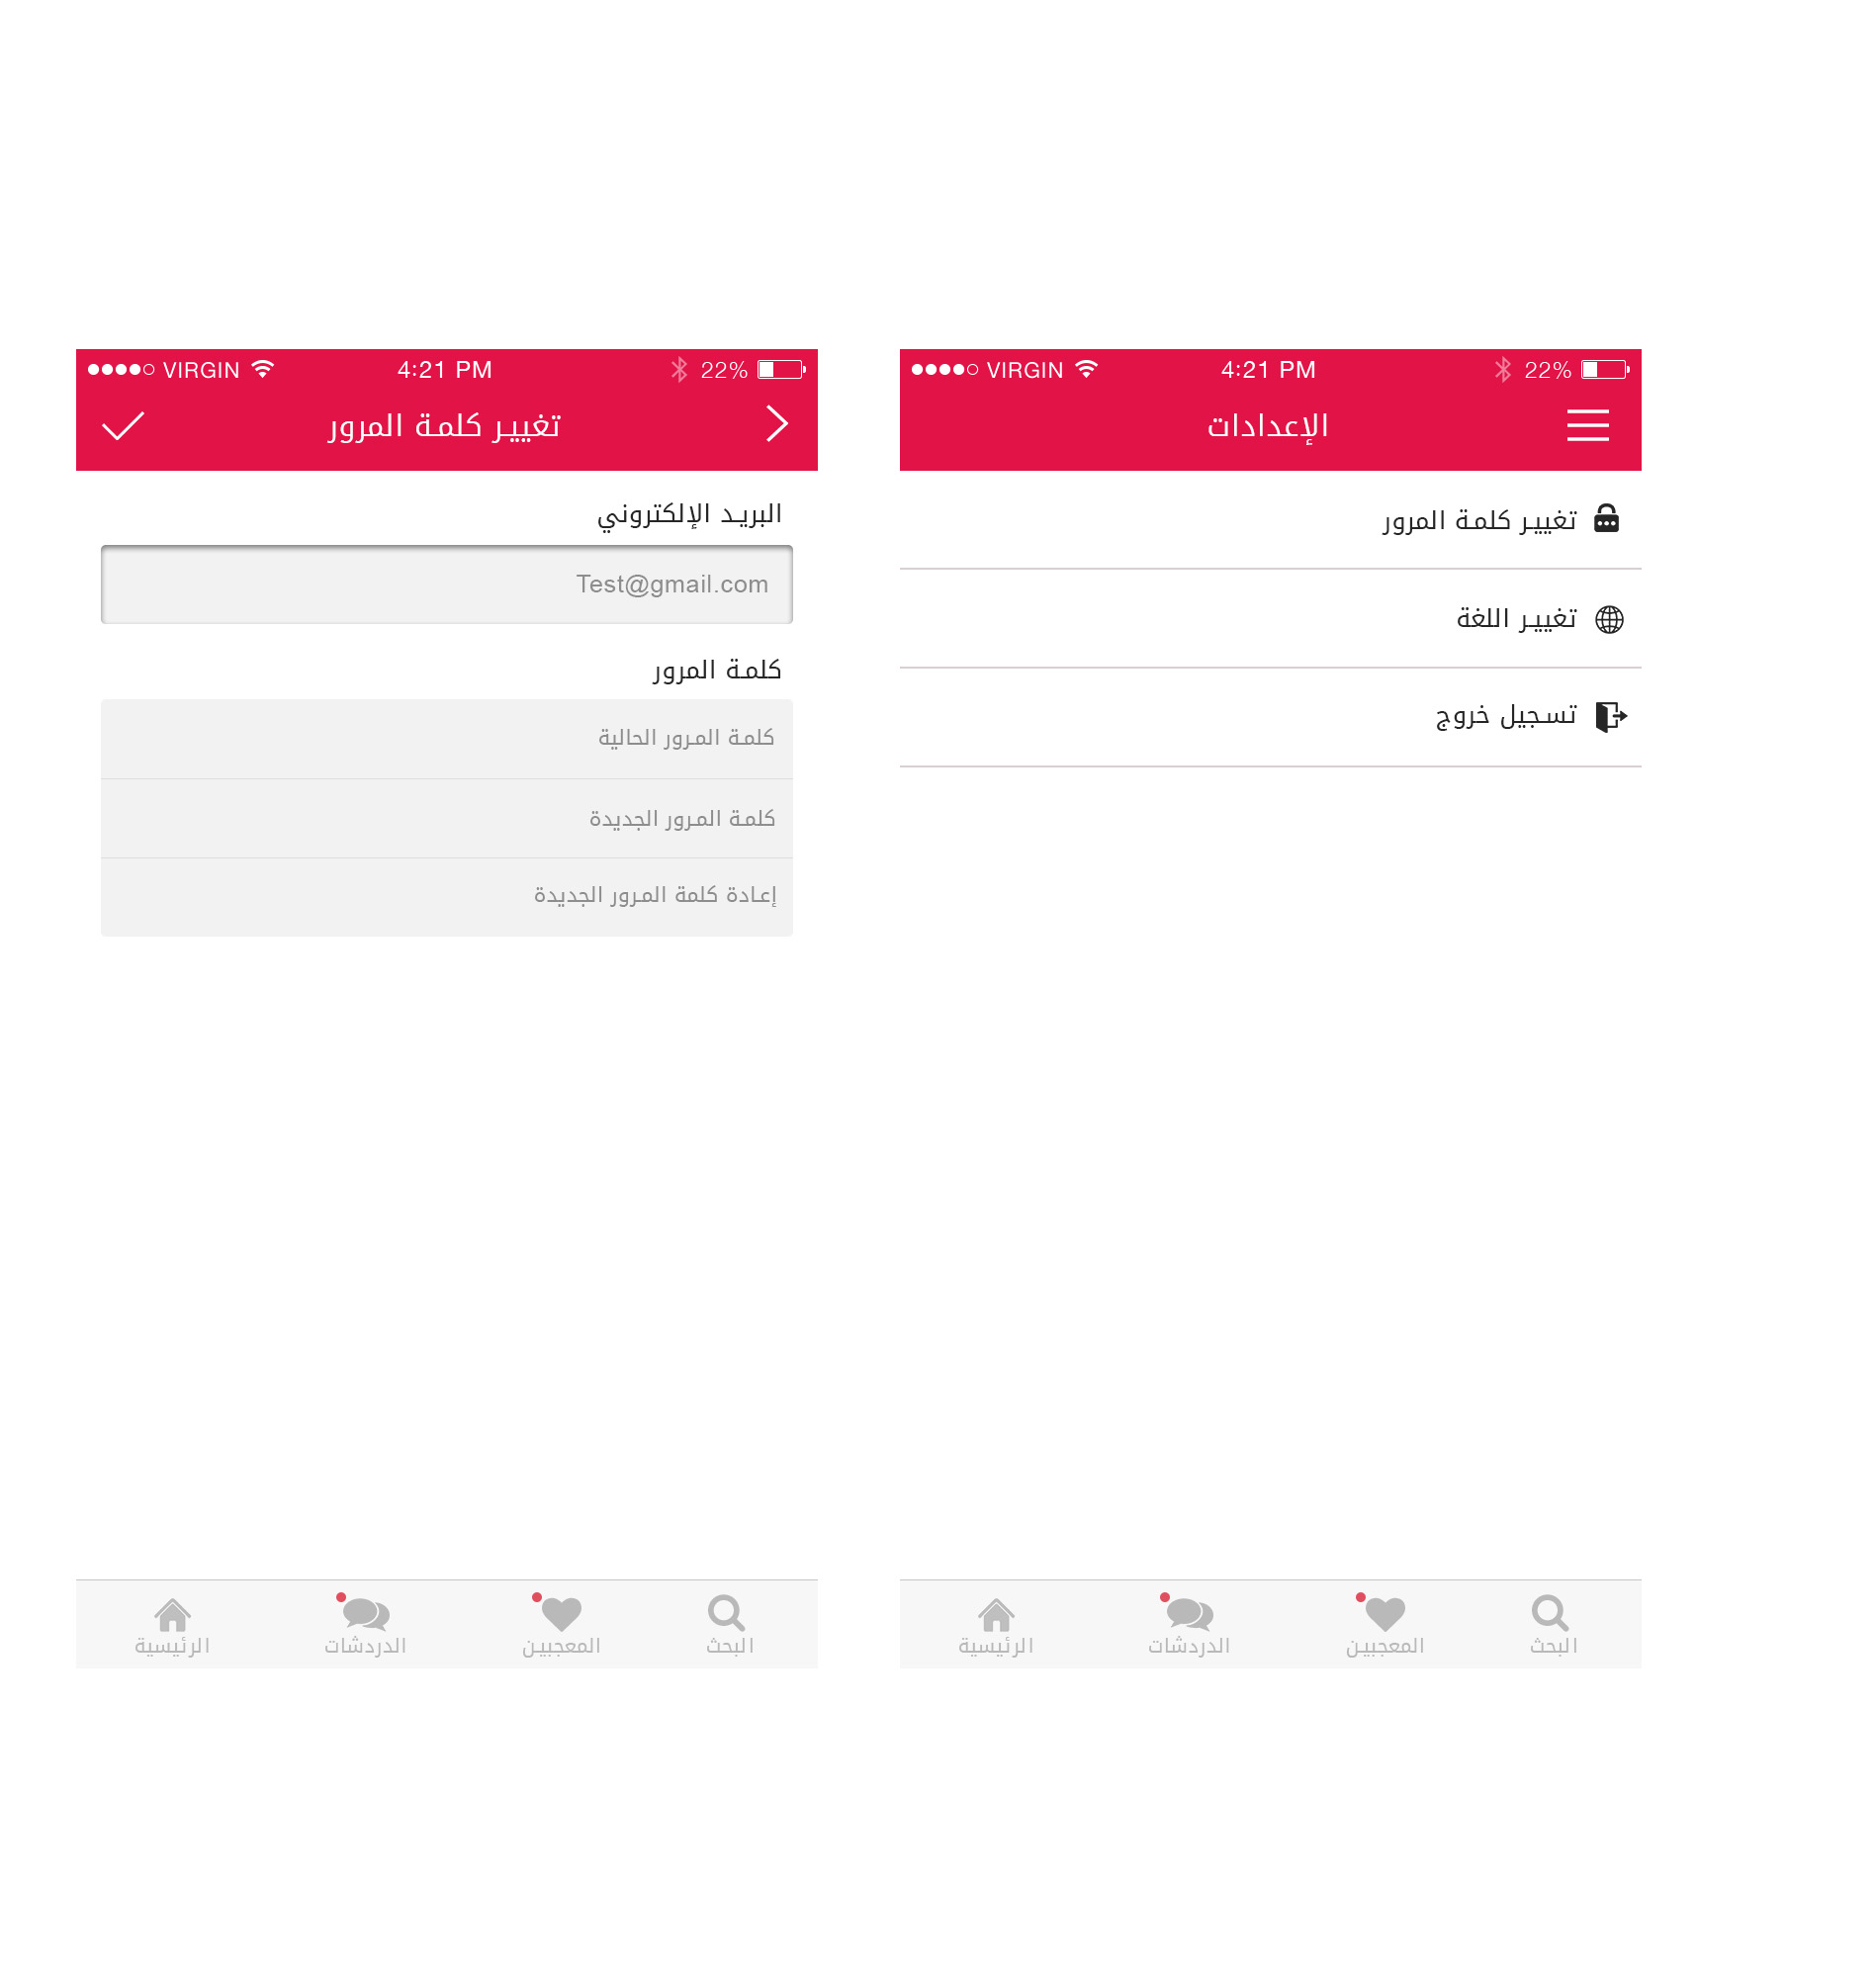 VIRGIN 4:21 PM 22%
الإعدادات
تغيير كلمة المرور
تغيير اللغة
تسجيل خروج
البحث
المعجبين
الدردشات
الرئيسية
VIRGIN 4:21 PM 22%
تغيير كلمة المرور
البريد الإلكتروني
Test@gmail.com
كلمة المرور
كلمة المرور الحالية
كلمة المرور الجديدة
إعادة كلمة المرور الجديدة
البحث
المعجبين
الدردشات
الرئيسية